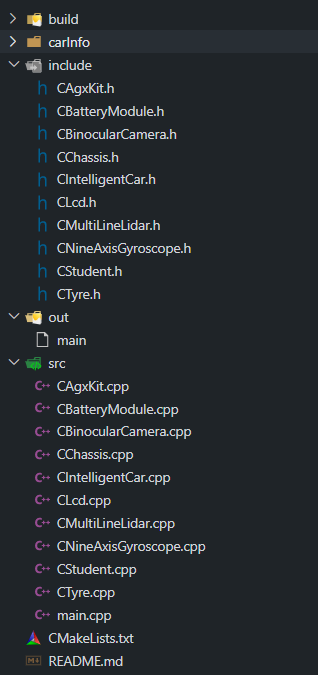 build
carInfo
include
CAgxKit.h
CBatteryModule.h
CBinocularCamera.h
CChassis.h
CIntelligentCar.h
CLcd.h
CMultiLineLidar.h
CNineAxisGyroscope.h
CStudent.h
CTyre.h
out
main
src
CAgxKit.cpp
CBatteryModule.cpp
CBinocularCamera.cpp
CChassis.cpp
CIntelligentCar.cpp
CLcd.cpp
CMultiLineLidar.cpp
CNineAxisGyroscope.cpp
CStudent.cpp
CTyre.cpp
main.cpp
CMakeLists.txt
README.md